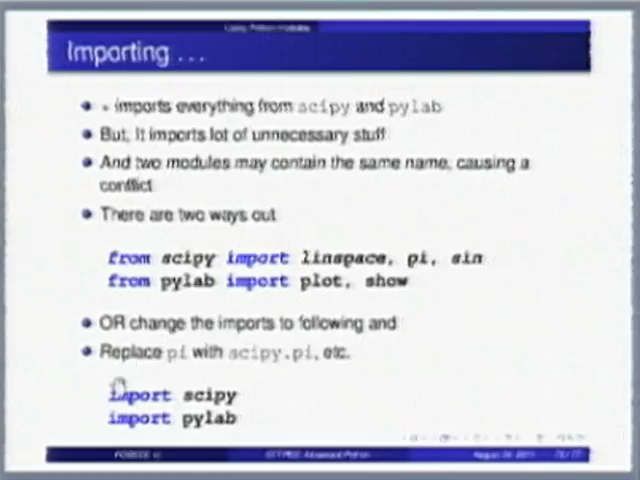 Using Python modules
Importing ...
* imports everything from scipy and pylab
But, It imports lot of unnecessary stuff
And two modules may contain the same name, causing a
conflict
There are two ways out
from scipy import linspace, pi, sin
from pylab import plot, show
OR change the imports to following and
Replace pi with scipy.pi, etc.
import scipy
import pylab
Advanced Python